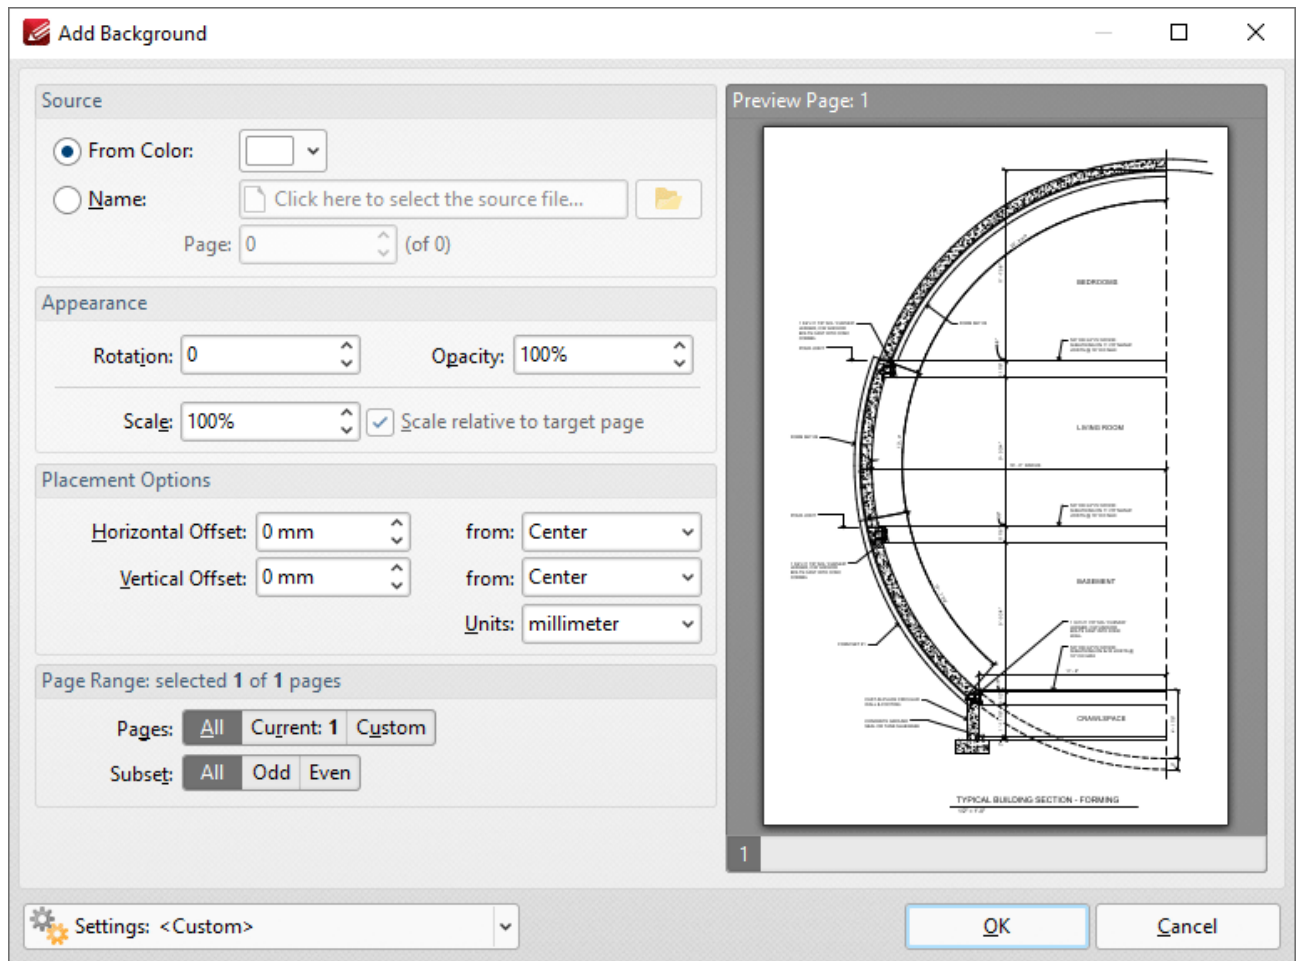 Add Background
Source
From Color:
Name:
Click here to select the source file...
Page: 0 (of 0)
Appearance
Rotation: 0
Opacity: 100%
Scale: 100%
Scale relative to target page
Placement Options
Horizontal Offset: 0 mm from: Center
Vertical Offset: 0 mm from: Center
Units: millimeter
Page Range: selected 1 of 1 pages
Pages: All Current: 1 Custom
Subset: All Odd Even
Preview Page: 1
BEDROOMS
LIVING ROOM
BASEMENT
CRAWLSPACE
TYPICAL BUILDING SECTION - FORMING
1
Settings: <Custom>
OK
Cancel